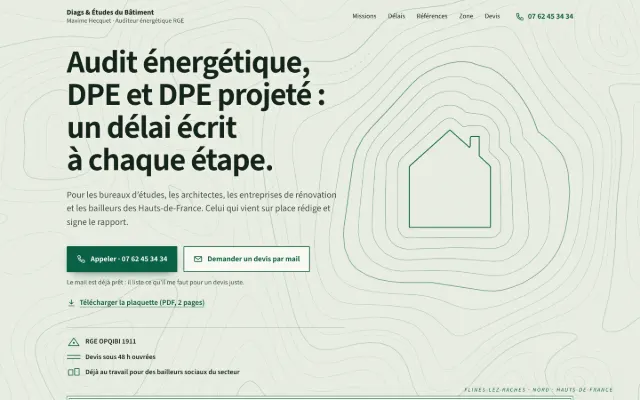 Diags & Études du Bâtiment
Maxime Hecquet · Auditeur énergétique RGE
Missions Délais Références Zone Devis 07 62 45 34 34
Audit énergétique,
DPE et DPE projeté :
un délai écrit
à chaque étape.
Pour les bureaux d'études, les architectes, les entreprises de rénovation
et les bailleurs des Hauts-de-France. Celui qui vient sur place rédige et
signe le rapport.
Appeler · 07 62 45 34 34 Demander un devis par mail
Le mail est déjà prêt : il liste ce qu'il me faut pour un devis juste.
Télécharger la plaquette (PDF, 2 pages)
RGE OPQIBI 1911
Devis sous 48 h ouvrées
Déjà au travail pour des bailleurs sociaux du secteur
FLINES-LEZ-RÂCHES · NORD · HAUTS-DE-FRANCE